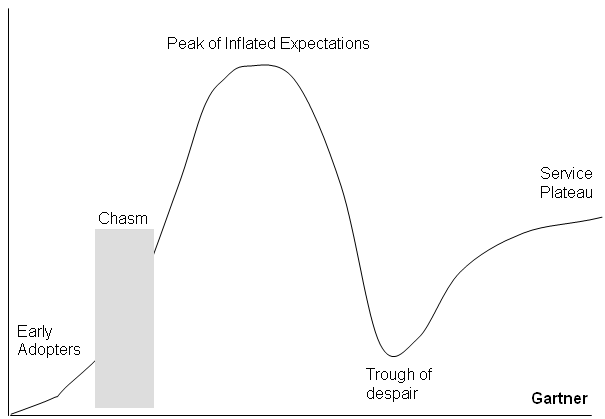 Peak of Inflated Expectations
Service
Plateau
Chasm
Early
Adopters
Trough of
despair
Gartner